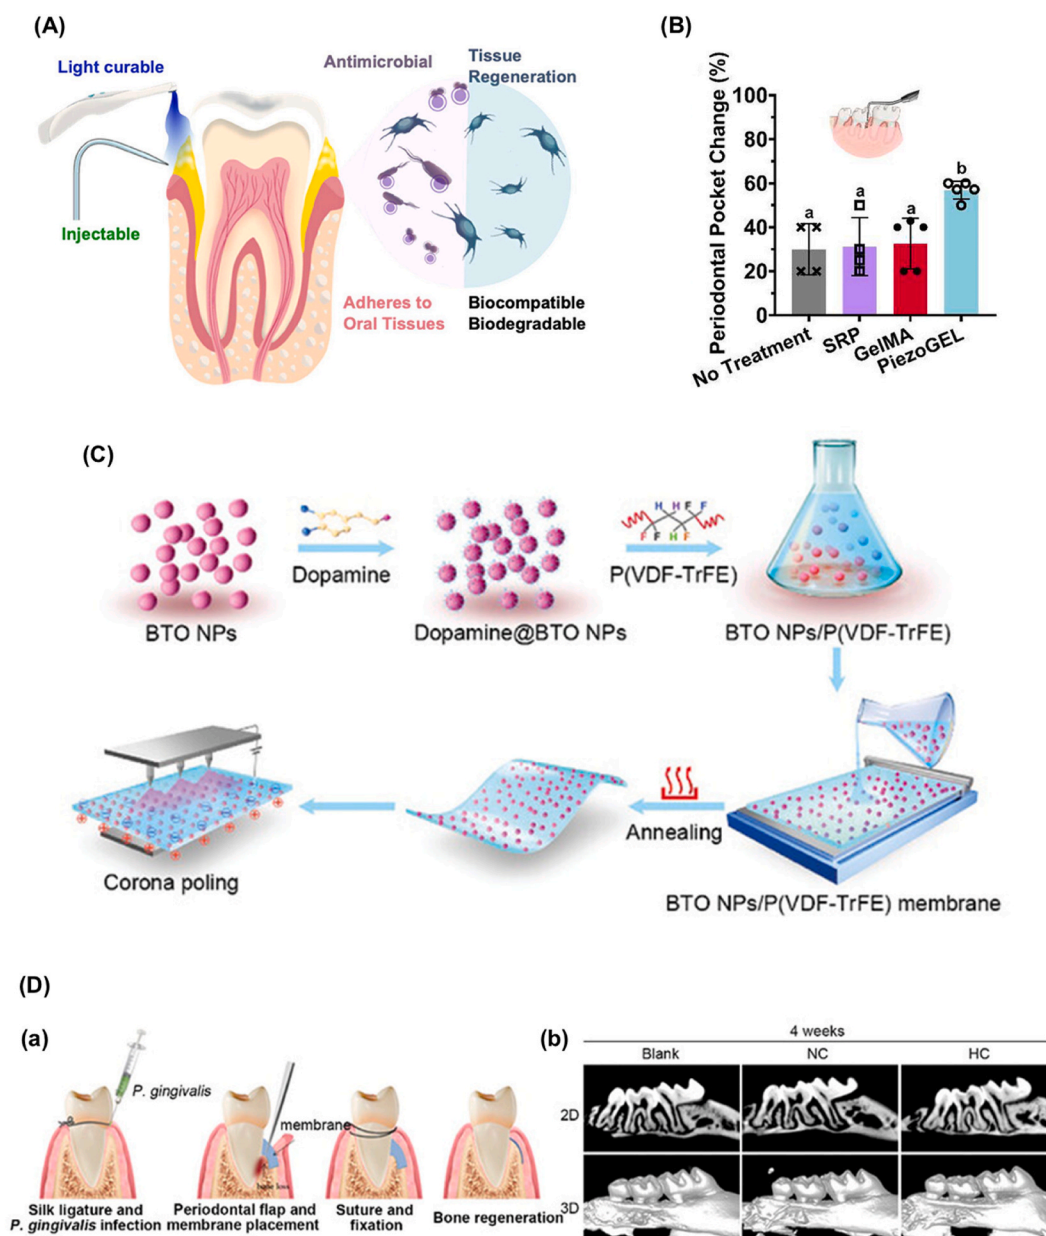 (A)
Light curable
Injectable
Antimicrobial
Tissue
Regeneration
Adheres to
Oral Tissues
Biocompatible
Biodegradable
(B)
Periodontal Pocket Change (%)
100
80
60
40
20
0
a
a
a
b
No Treatment
SRP
GelMA
PiezoGEL
(C)
BTO NPs
Dopamine
Dopamine@BTO NPs
H H F F
F F H F
P(VDF-TrFE)
BTO NPs/P(VDF-TrFE)
BTO NPs/P(VDF-TrFE) membrane
Annealing
Corona poling
(D)
(a)
P. gingivalis
membrane
bone loss
Silk ligature and
P. gingivalis infection
Periodontal flap and
membrane placement
Suture and
fixation
Bone regeneration
(b)
4 weeks
Blank
NC
HC
2D
3D